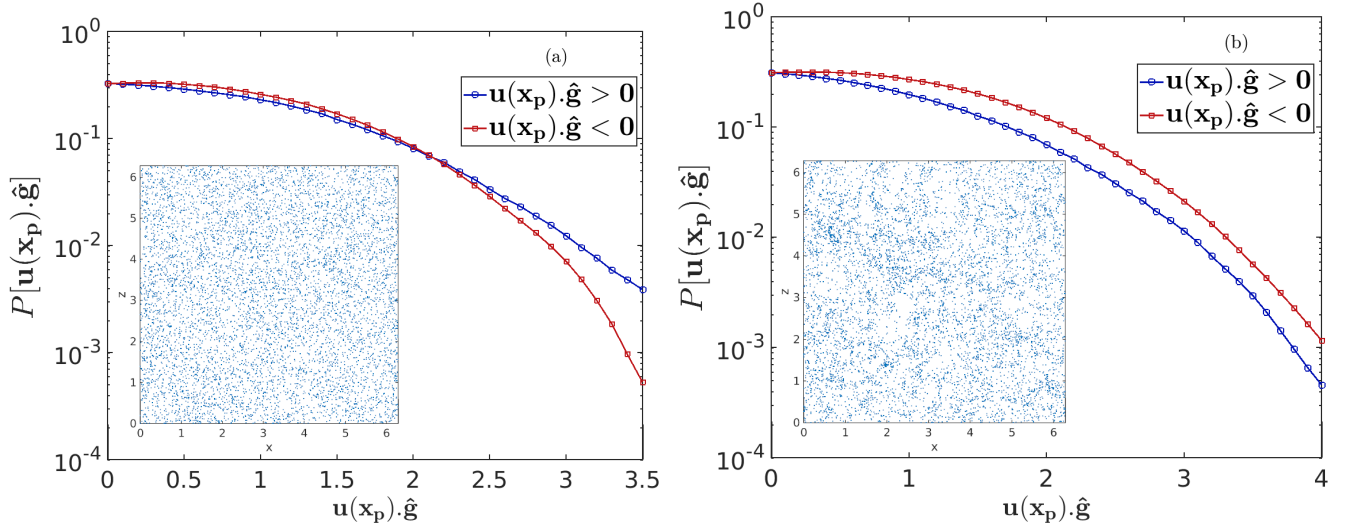 (a)
u(x_p).ĝ > 0
u(x_p).ĝ < 0
P[u(x_p).ĝ]
10^0
10^-1
10^-2
10^-3
10^-4
0 0.5 1 1.5 2 2.5 3 3.5
u(x_p).ĝ
z
6
5
4
3
2
1
0
0 1 2 3 4 5 6
x
(b)
u(x_p).ĝ > 0
u(x_p).ĝ < 0
P[u(x_p).ĝ]
10^0
10^-1
10^-2
10^-3
10^-4
0 1 2 3 4
u(x_p).ĝ
z
6
5
4
3
2
1
0
0 1 2 3 4 5 6
x